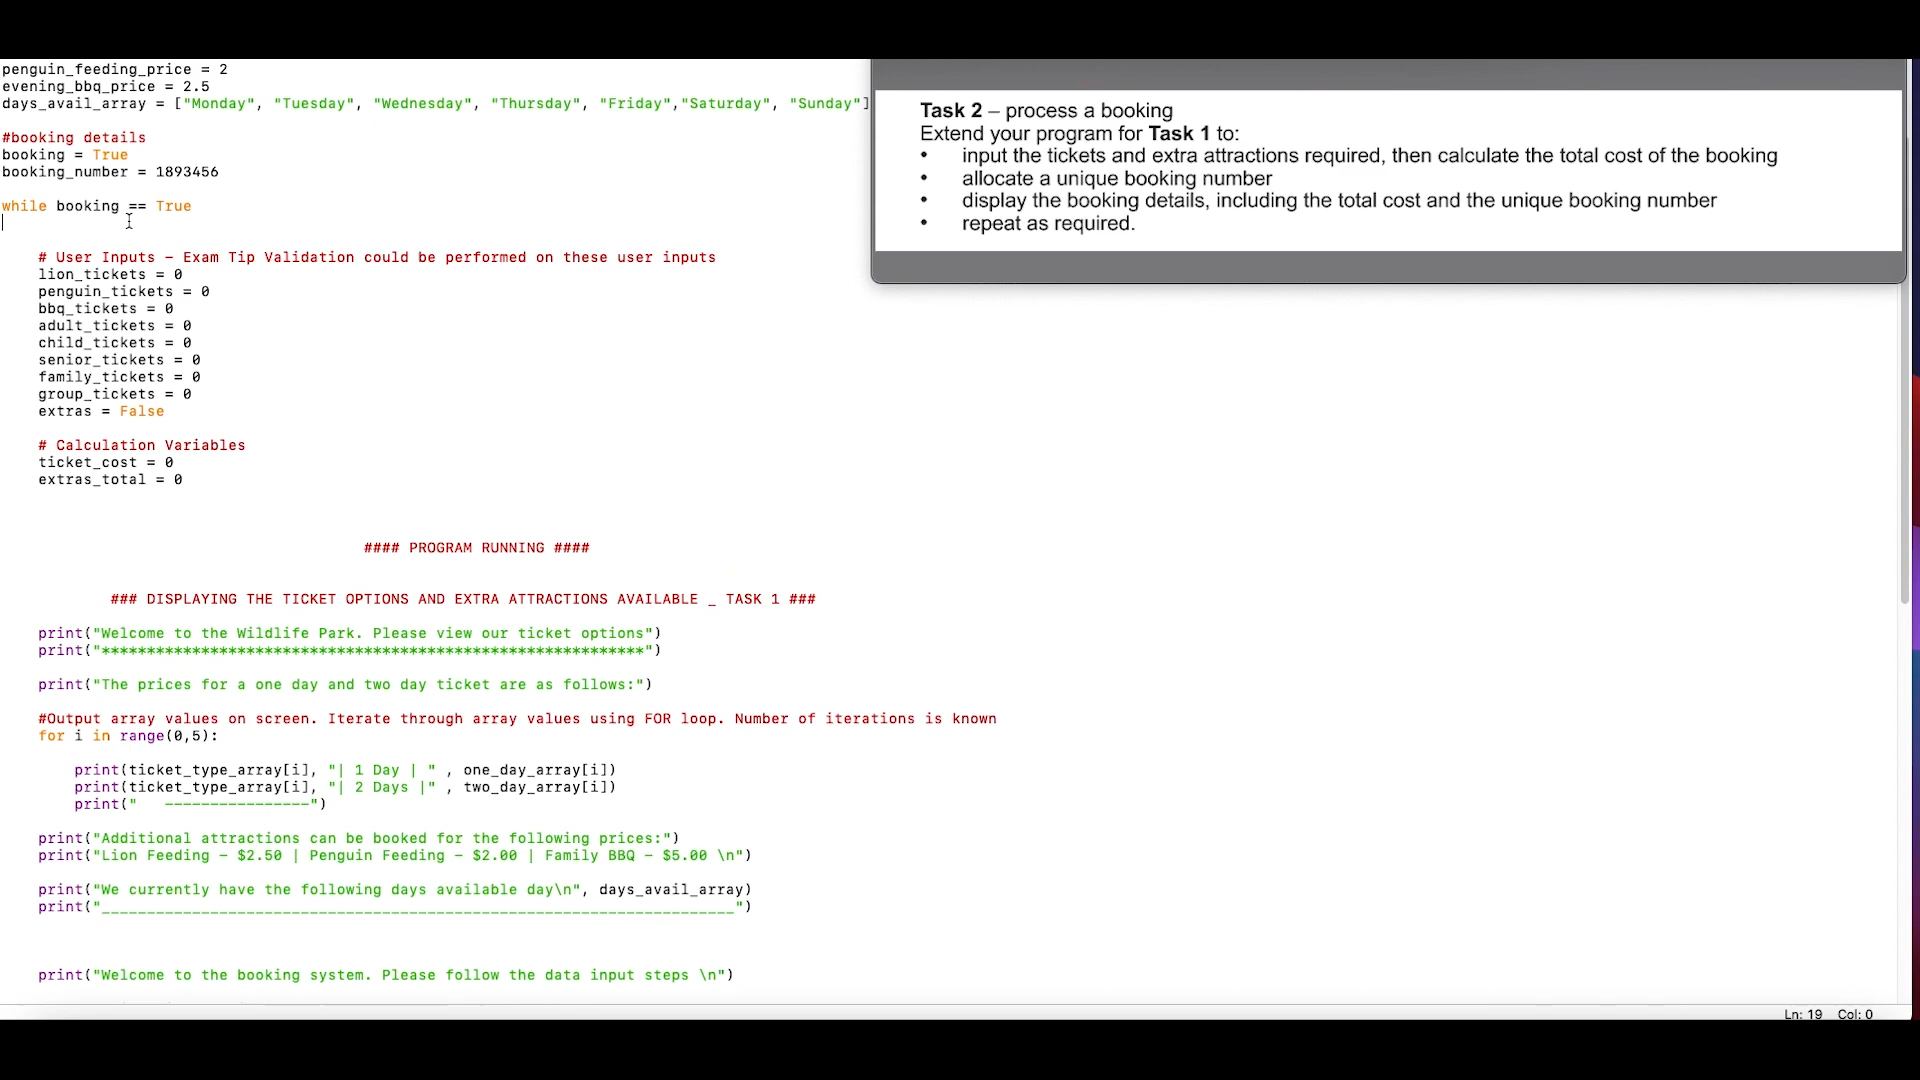 penguin_feeding_price = 2
evening_bbq_price = 2.5
days_avail_array = ["Monday", "Tuesday", "Wednesday", "Thursday", "Friday","Saturday", "Sunday"]
#booking details
booking = True
booking_number = 1893456
while booking == True
# User Inputs – Exam Tip Validation could be performed on these user inputs
lion_tickets = 0
penguin_tickets = 0
bbq_tickets = 0
adult_tickets = 0
child_tickets = 0
senior_tickets = 0
family_tickets = 0
group_tickets = 0
extras = False
# Calculation Variables
ticket_cost = 0
extras_total = 0
#### PROGRAM RUNNING ####
### DISPLAYING THE TICKET OPTIONS AND EXTRA ATTRACTIONS AVAILABLE _ TASK 1 ###
print("Welcome to the Wildlife Park. Please view our ticket options")
print("************************************************************")
print("The prices for a one day and two day ticket are as follows:")
#Output array values on screen. Iterate through array values using FOR loop. Number of iterations is known
for i in range(0,5):
print(ticket_type_array[i], "| 1 Day | " , one_day_array[i])
print(ticket_type_array[i], "| 2 Days |" , two_day_array[i])
print("   ----------------")
print("Additional attractions can be booked for the following prices:")
print("Lion Feeding – $2.50 | Penguin Feeding – $2.00 | Family BBQ – $5.00 \n")
print("We currently have the following days available day\n", days_avail_array)
print("______________________________________________________________________")
print("Welcome to the booking system. Please follow the data input steps \n")
Task 2 – process a booking
Extend your program for Task 1 to:
• input the tickets and extra attractions required, then calculate the total cost of the booking
• allocate a unique booking number
• display the booking details, including the total cost and the unique booking number
• repeat as required.
Ln: 19 Col: 0